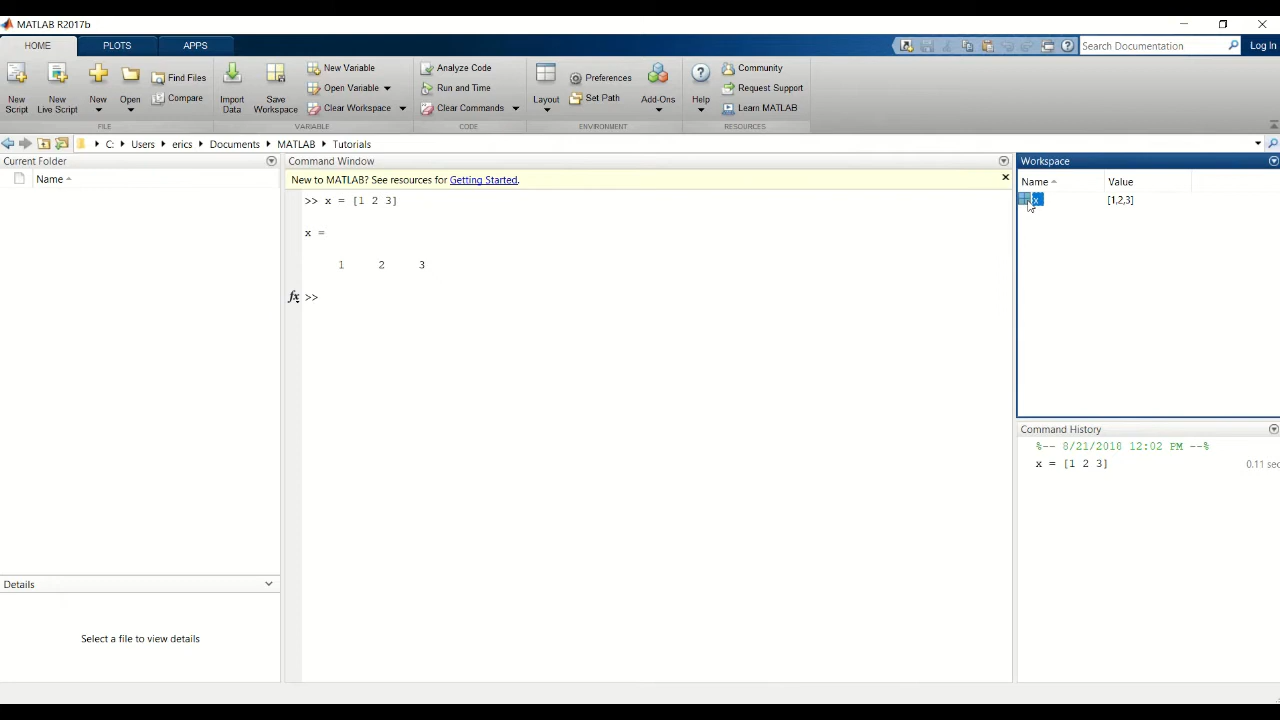 MATLAB R2017b
HOME PLOTS APPS
Search Documentation Log In
New Script
New Live Script
New
Open
Find Files
Compare
FILE
Import Data
Save Workspace
New Variable
Open Variable
Clear Workspace
VARIABLE
Analyze Code
Run and Time
Clear Commands
CODE
Layout
Preferences
Set Path
Add-Ons
ENVIRONMENT
Help
Community
Request Support
Learn MATLAB
RESOURCES
C: Users erics Documents MATLAB Tutorials
Current Folder
Name
Details
Select a file to view details
Command Window
New to MATLAB? See resources for Getting Started.
>> x = [1 2 3]
x =
1 2 3
fx >>
Workspace
Name Value
x [1,2,3]
Command History
%-- 8/21/2018 12:02 PM --%
x = [1 2 3] 0.11 sec